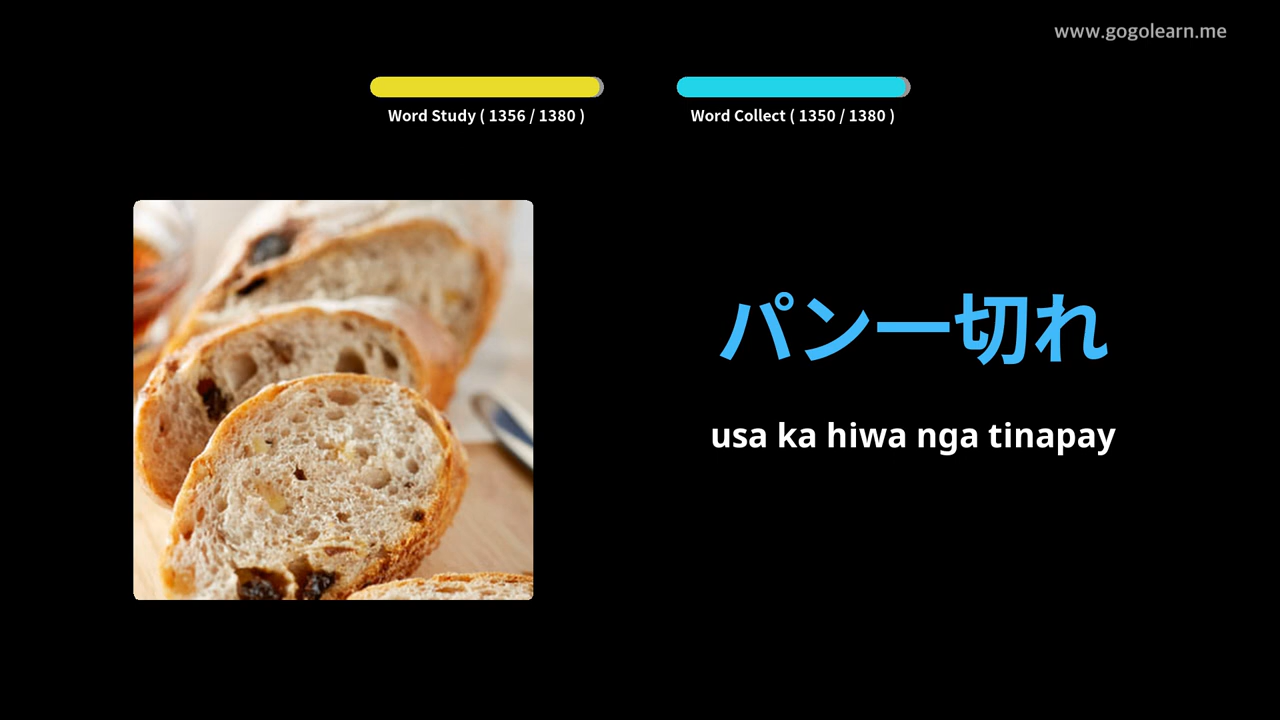 www.gogolearn.me
Word Study ( 1356 / 1380 )
Word Collect ( 1350 / 1380 )
パン一切れ
usa ka hiwa nga tinapay